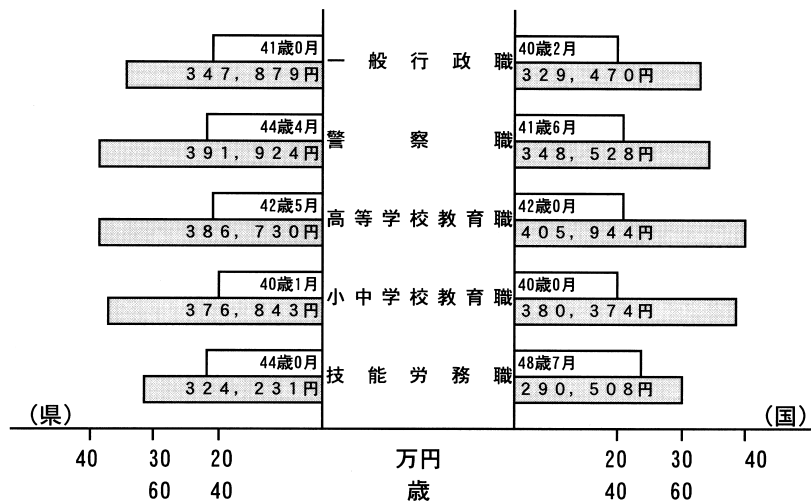 41歳0月 一般行政職 40歳2月
347,879円 329,470円
44歳4月 警察職 41歳6月
391,924円 348,528円
42歳5月 高等学校教育職 42歳0月
386,730円 405,944円
40歳1月 小中学校教育職 40歳0月
376,843円 380,374円
44歳0月 技能労務職 48歳7月
324,231円 290,508円
(県) (国)
40 30 20 万円 20 30 40
60 40 歳 40 60